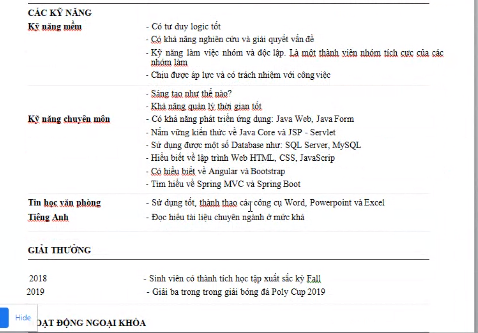 CÁC KỸ NĂNG
Kỹ năng mềm - Có tư duy logic tốt
- Có khả năng nghiên cứu và giải quyết vấn đề
- Kỹ năng làm việc nhóm và độc lập. Là một thành viên nhóm tích cực của các
nhóm làm
- Chịu được áp lực và có trách nhiệm với công việc
- Sáng tạo như thế nào?
- Khả năng quản lý thời gian tốt
Kỹ năng chuyên môn - Có khả năng phát triển ứng dụng: Java Web, Java Form
- Nắm vững kiến thức về Java Core và JSP - Servlet
- Sử dụng được một số Database như: SQL Server, MySQL
- Hiểu biết về lập trình Web HTML, CSS, JavaScrip
- Có hiểu biết về Angular và Bootstrap
- Tìm hiểu về Spring MVC và Spring Boot
Tin học văn phòng - Sử dụng tốt, thành thao các công cụ Word, Powerpoint và Excel
Tiếng Anh - Đọc hiểu tài liệu chuyên ngành ở mức khá
GIẢI THƯỞNG
2018 - Sinh viên có thành tích học tập xuất sắc kỳ Fall
2019 - Giải ba trong trong giải bóng đá Poly Cup 2019
Hide
OẠT ĐỘNG NGOẠI KHÓA